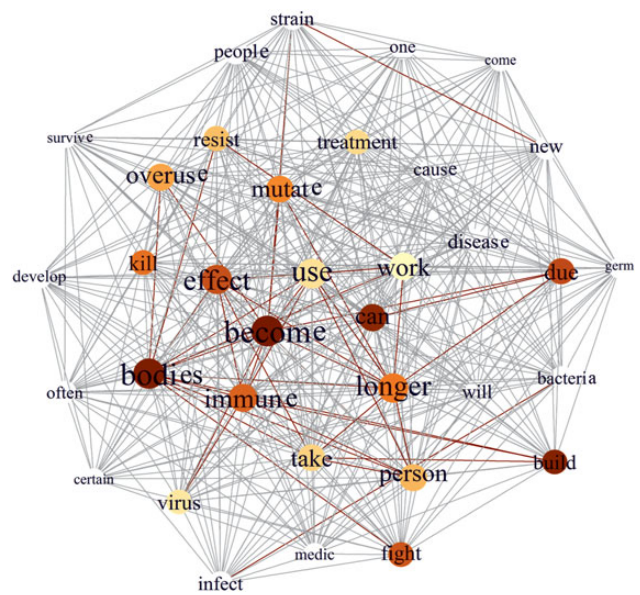 strain
people
one
come
survive
resist
treatment
new
overuse
mutate
cause
disease
kill
effect
use
work
due
germ
develop
can
become
bodies
immune
longer
will
bacteria
often
take
person
build
certain
virus
medic
fight
infect